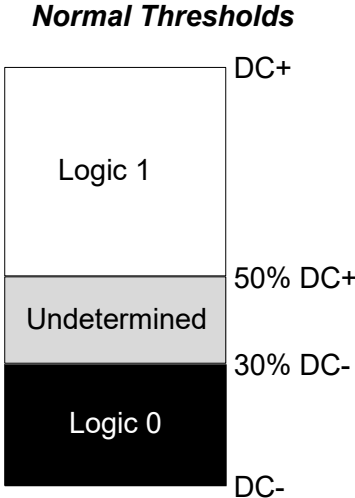 Normal Thresholds
DC+
Logic 1
50% DC+
Undetermined
30% DC-
Logic 0
DC-